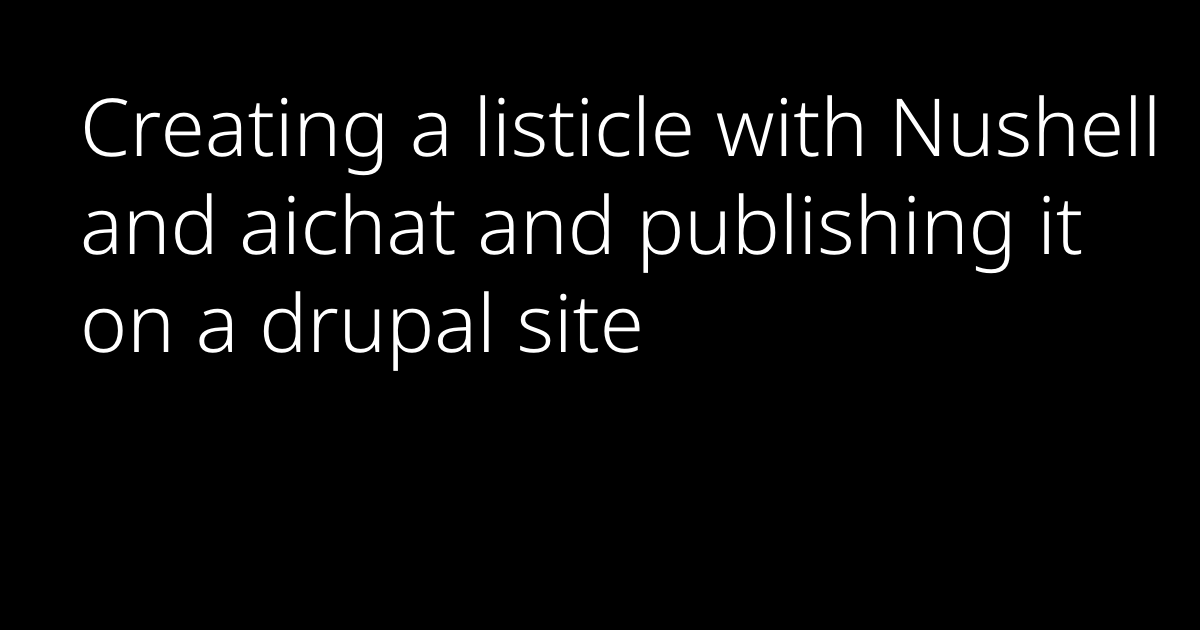 Creating a listicle with Nushell
and aichat and publishing it
on a drupal site